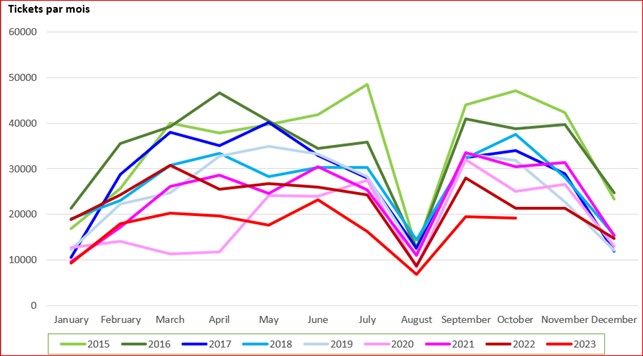 Tickets par mois
60000
50000
40000
30000
20000
10000
0
January February March April May June July August September October November December
2015 2016 2017 2018 2019 2020 2021 2022 2023